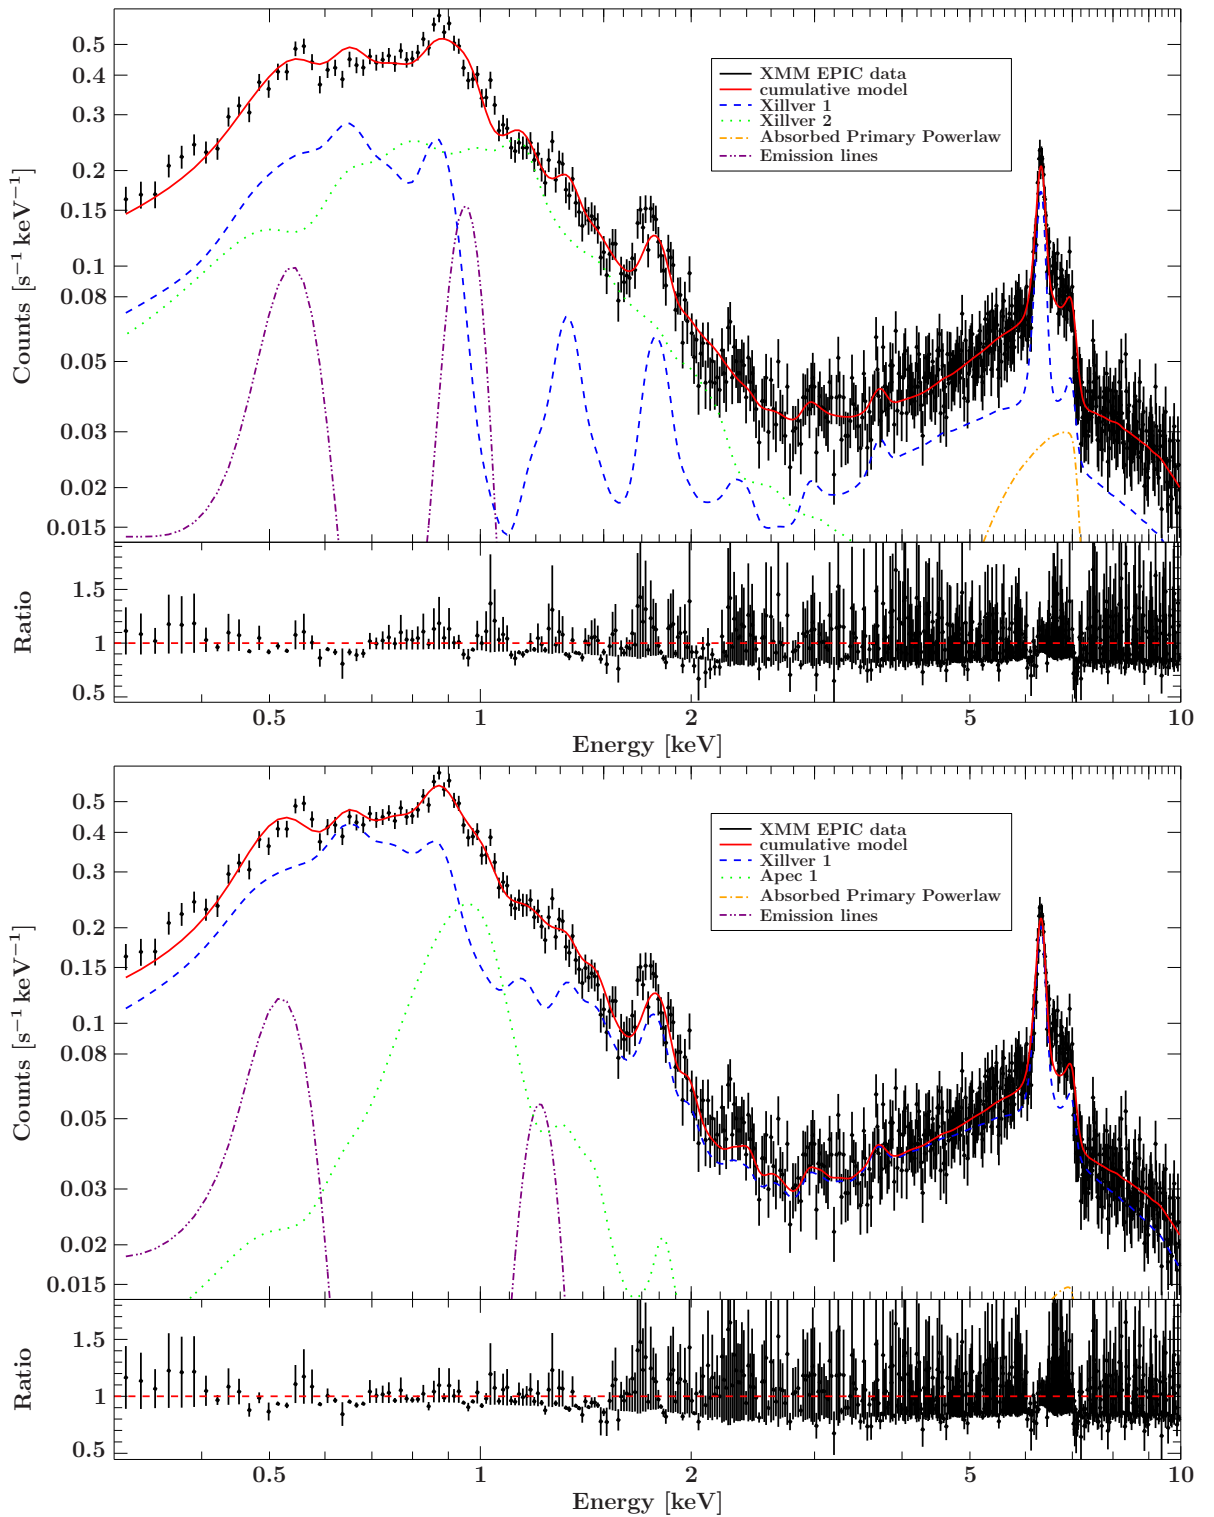 0.5
0.4
0.3
0.2
0.15
0.1
0.08
0.05
0.03
0.02
0.015
Counts [s−1 keV−1]
XMM EPIC data
cumulative model
Xillver 1
Xillver 2
Absorbed Primary Powerlaw
Emission lines
1.5
1
0.5
Ratio
0.5 1 2 5 10
Energy [keV]
0.5
0.4
0.3
0.2
0.15
0.1
0.08
0.05
0.03
0.02
0.015
Counts [s−1 keV−1]
XMM EPIC data
cumulative model
Xillver 1
Apec 1
Absorbed Primary Powerlaw
Emission lines
1.5
1
0.5
Ratio
0.5 1 2 5 10
Energy [keV]